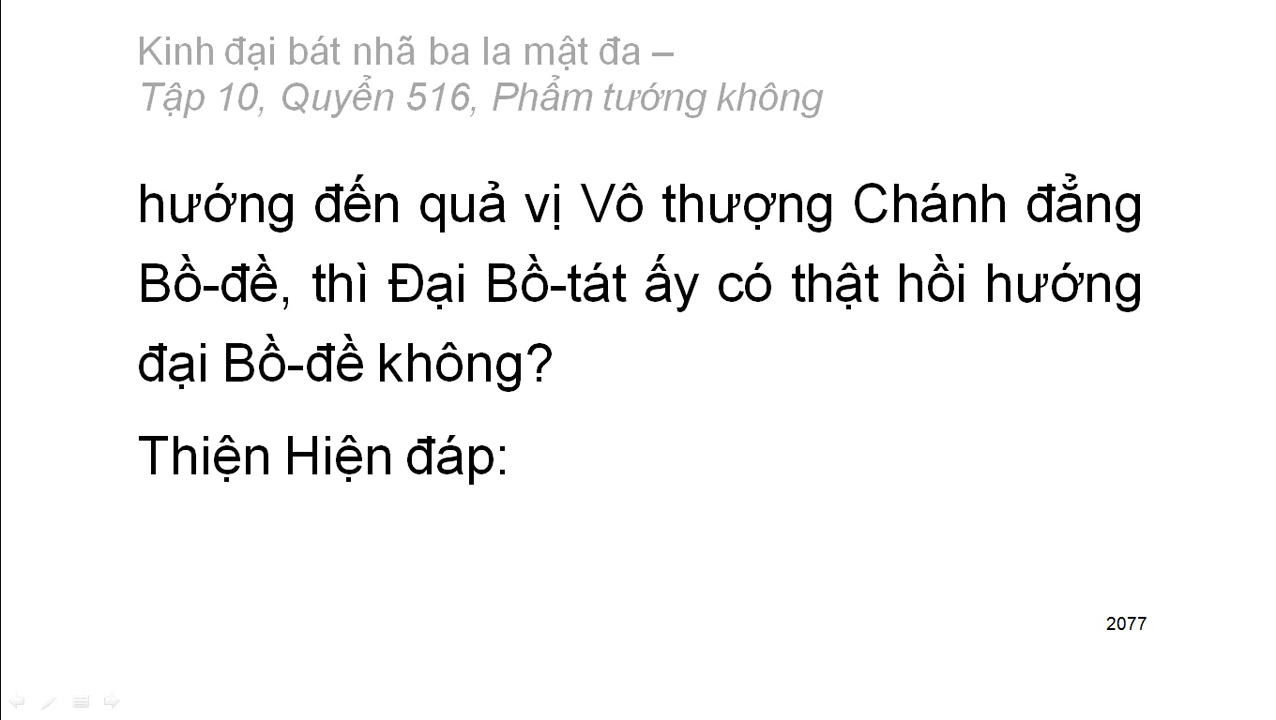 Kinh đại bát nhã ba la mật đa –
Tập 10, Quyển 516, Phẩm tướng không
hướng đến quả vị Vô thượng Chánh đẳng
Bồ-đề, thì Đại Bồ-tát ấy có thật hồi hướng
đại Bồ-đề không?
Thiện Hiện đáp:
2077